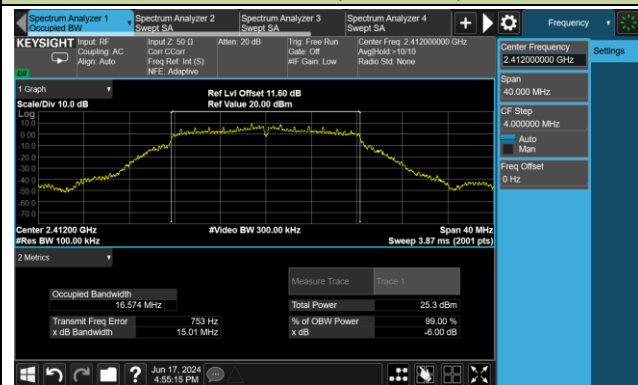 Spectrum Analyzer 1
Occupied BW
Spectrum Analyzer 2
Swept SA
Spectrum Analyzer 3
Swept SA
Spectrum Analyzer 4
Swept SA
Frequency
KEYSIGHT
Input: RF
Coupling: AC
Align: Auto
Input Z: 50 Ω
Corr CCorr
Freq Ref: Int (S)
NFE: Adaptive
Atten: 20 dB
Trig: Free Run
Gate: Off
#IF Gain: Low
Center Freq: 2.412000000 GHz
Avg|Hold:>10/10
Radio Std: None
Center Frequency
2.412000000 GHz
Settings
Span
40.000 MHz
CF Step
4.000000 MHz
Auto
Man
Freq Offset
0 Hz
1 Graph
Scale/Div 10.0 dB
Ref Lvl Offset 11.60 dB
Ref Value 20.00 dBm
Log
10.0
0.00
-10.0
-20.0
-30.0
-40.0
-50.0
-60.0
-70.0
Center 2.41200 GHz
#Res BW 100.00 kHz
#Video BW 300.00 kHz
Span 40 MHz
Sweep 3.87 ms (2001 pts)
2 Metrics
Measure Trace
Trace 1
Occupied Bandwidth
16.574 MHz
Total Power
25.3 dBm
Transmit Freq Error
753 Hz
% of OBW Power
99.00 %
x dB Bandwidth
15.01 MHz
x dB
-6.00 dB
Jun 17, 2024
4:55:15 PM